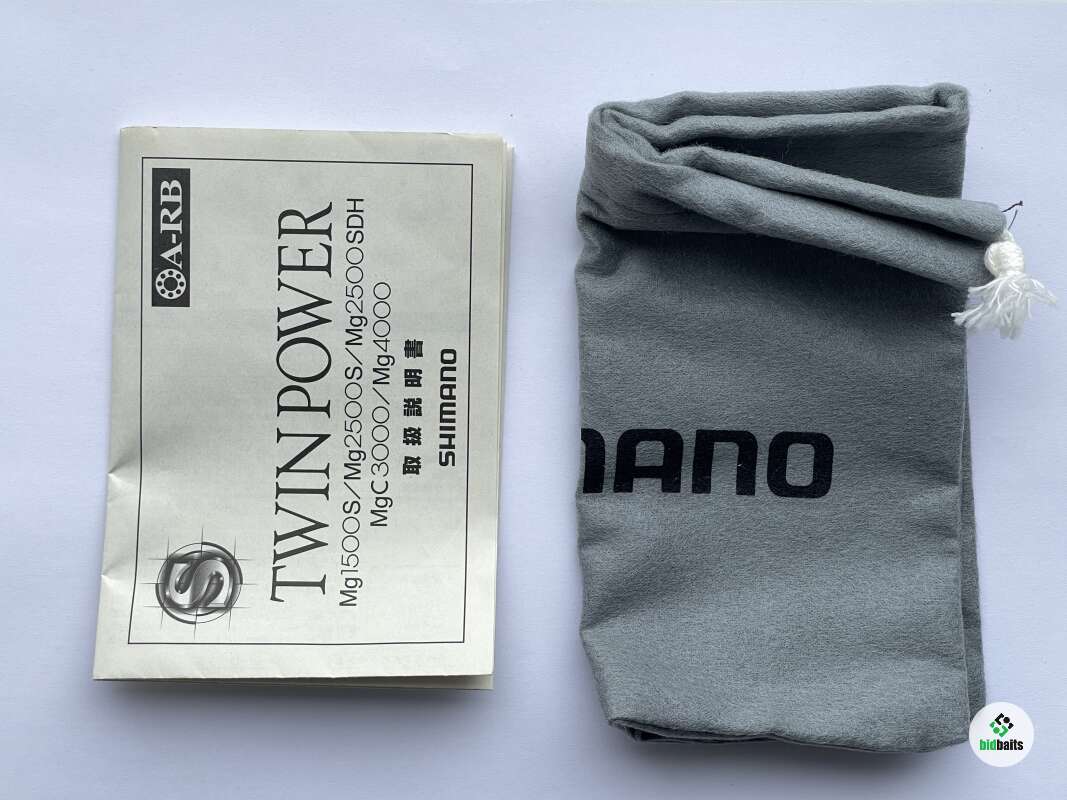 A-RB
TWIN POWER
Mg1500S/Mg2500S/Mg2500SDH
MgC3000/Mg4000
取扱説明書
SHIMANO
MANO
bidbaits